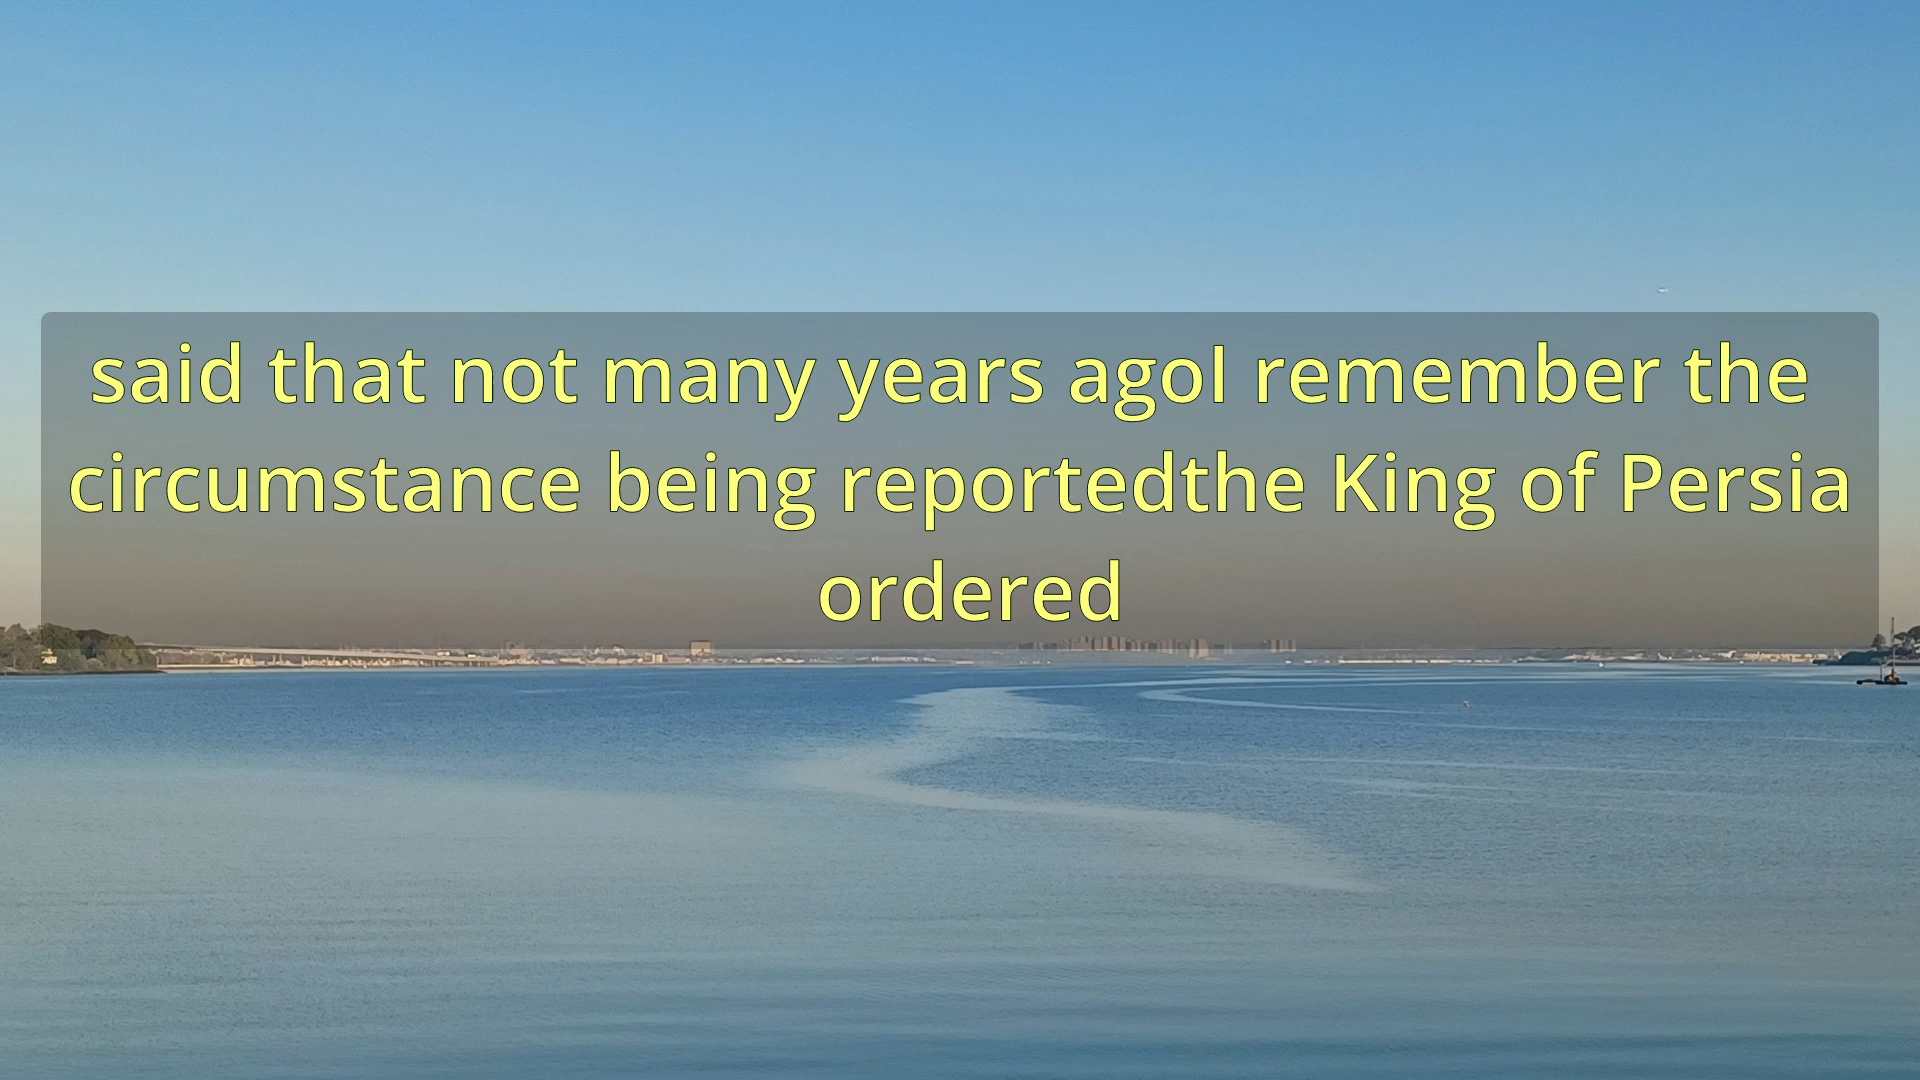 said that not many years agoI remember the
circumstance being reportedthe King of Persia
ordered